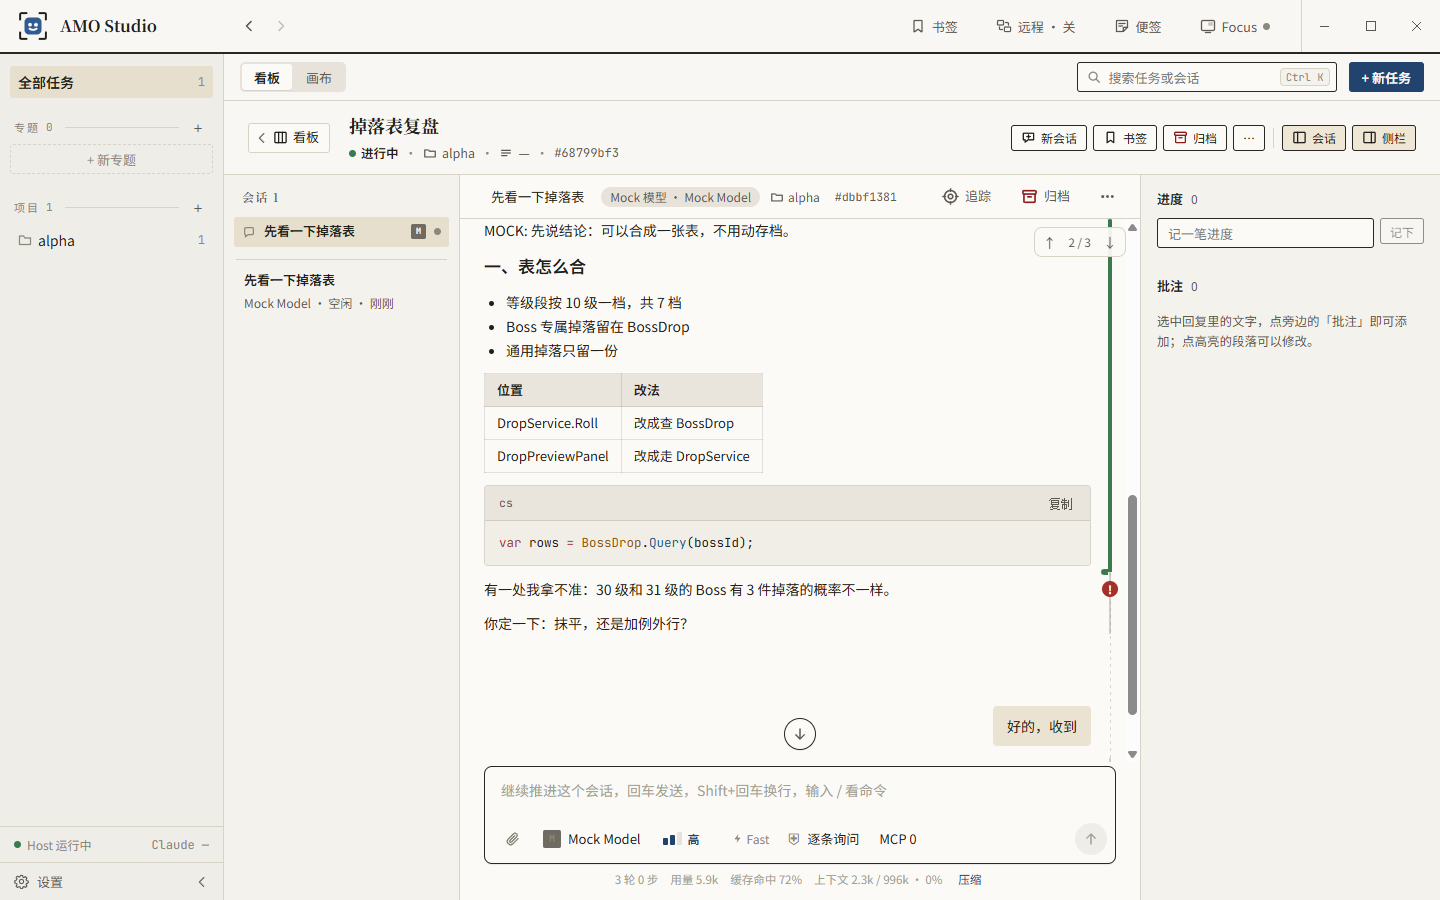 AMO Studio
书签
远程 · 关
便签
Focus
全部任务 1
看板 画布
搜索任务或会话 Ctrl K
+ 新任务
专题 0 +
+ 新专题
项目 1 +
alpha 1
看板
掉落表复盘
进行中 · alpha · — · #68799bf3
新会话 书签 归档 ··· 会话 侧栏
会话 1
先看一下掉落表 M
先看一下掉落表
Mock Model · 空闲 · 刚刚
先看一下掉落表 Mock 模型 · Mock Model alpha #dbbf1381 追踪 归档 ···
MOCK: 先说结论：可以合成一张表，不用动存档。
↑ 2 / 3 ↓
一、表怎么合
• 等级段按 10 级一档，共 7 档
• Boss 专属掉落留在 BossDrop
• 通用掉落只留一份
位置 改法
DropService.Roll 改成查 BossDrop
DropPreviewPanel 改成走 DropService
cs 复制
var rows = BossDrop.Query(bossId);
有一处我拿不准：30 级和 31 级的 Boss 有 3 件掉落的概率不一样。
你定一下：抹平，还是加例外行？
好的，收到
继续推进这个会话，回车发送，Shift+回车换行，输入 / 看命令
M Mock Model 高 Fast 逐条询问 MCP 0
3 轮 0 步 用量 5.9k 缓存命中 72% 上下文 2.3k / 996k · 0% 压缩
进度 0
记一笔进度 记下
批注 0
选中回复里的文字，点旁边的「批注」即可添
加；点高亮的段落可以修改。
Host 运行中 Claude —
设置